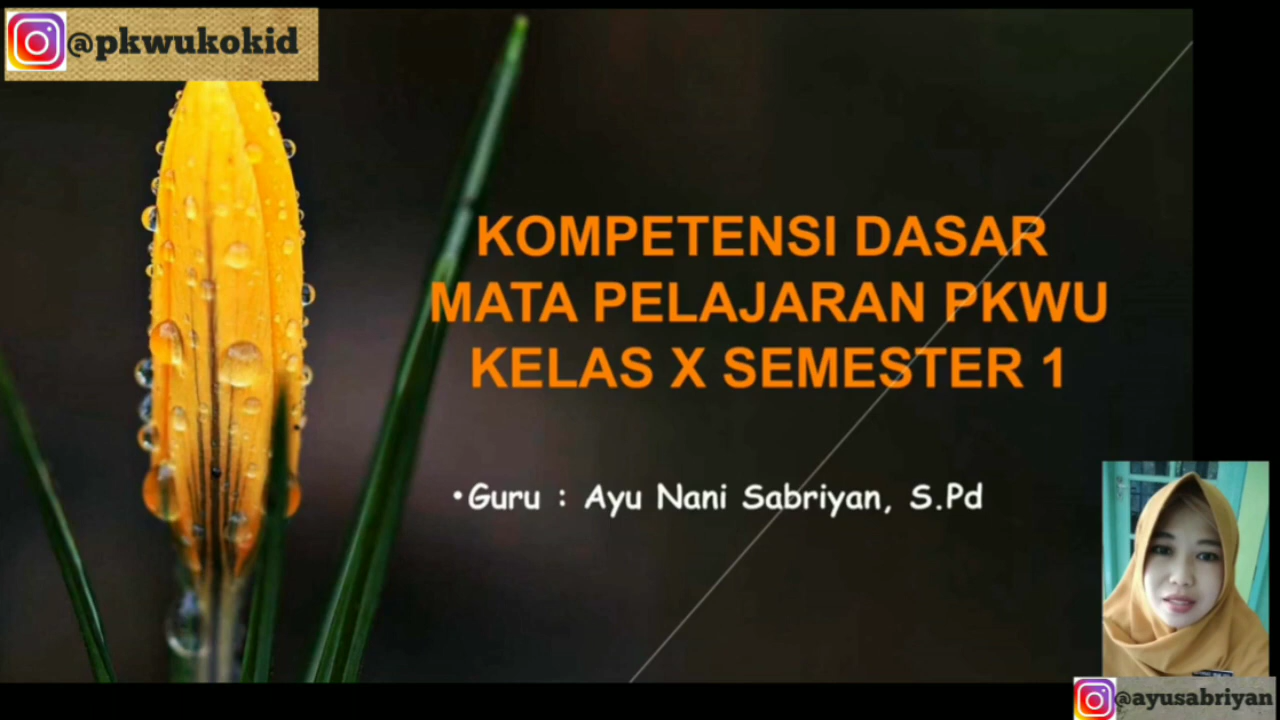 @pkwukokid
KOMPETENSI DASAR
MATA PELAJARAN PKWU
KELAS X SEMESTER 1
•Guru : Ayu Nani Sabriyan, S.Pd
@ayusabriyan